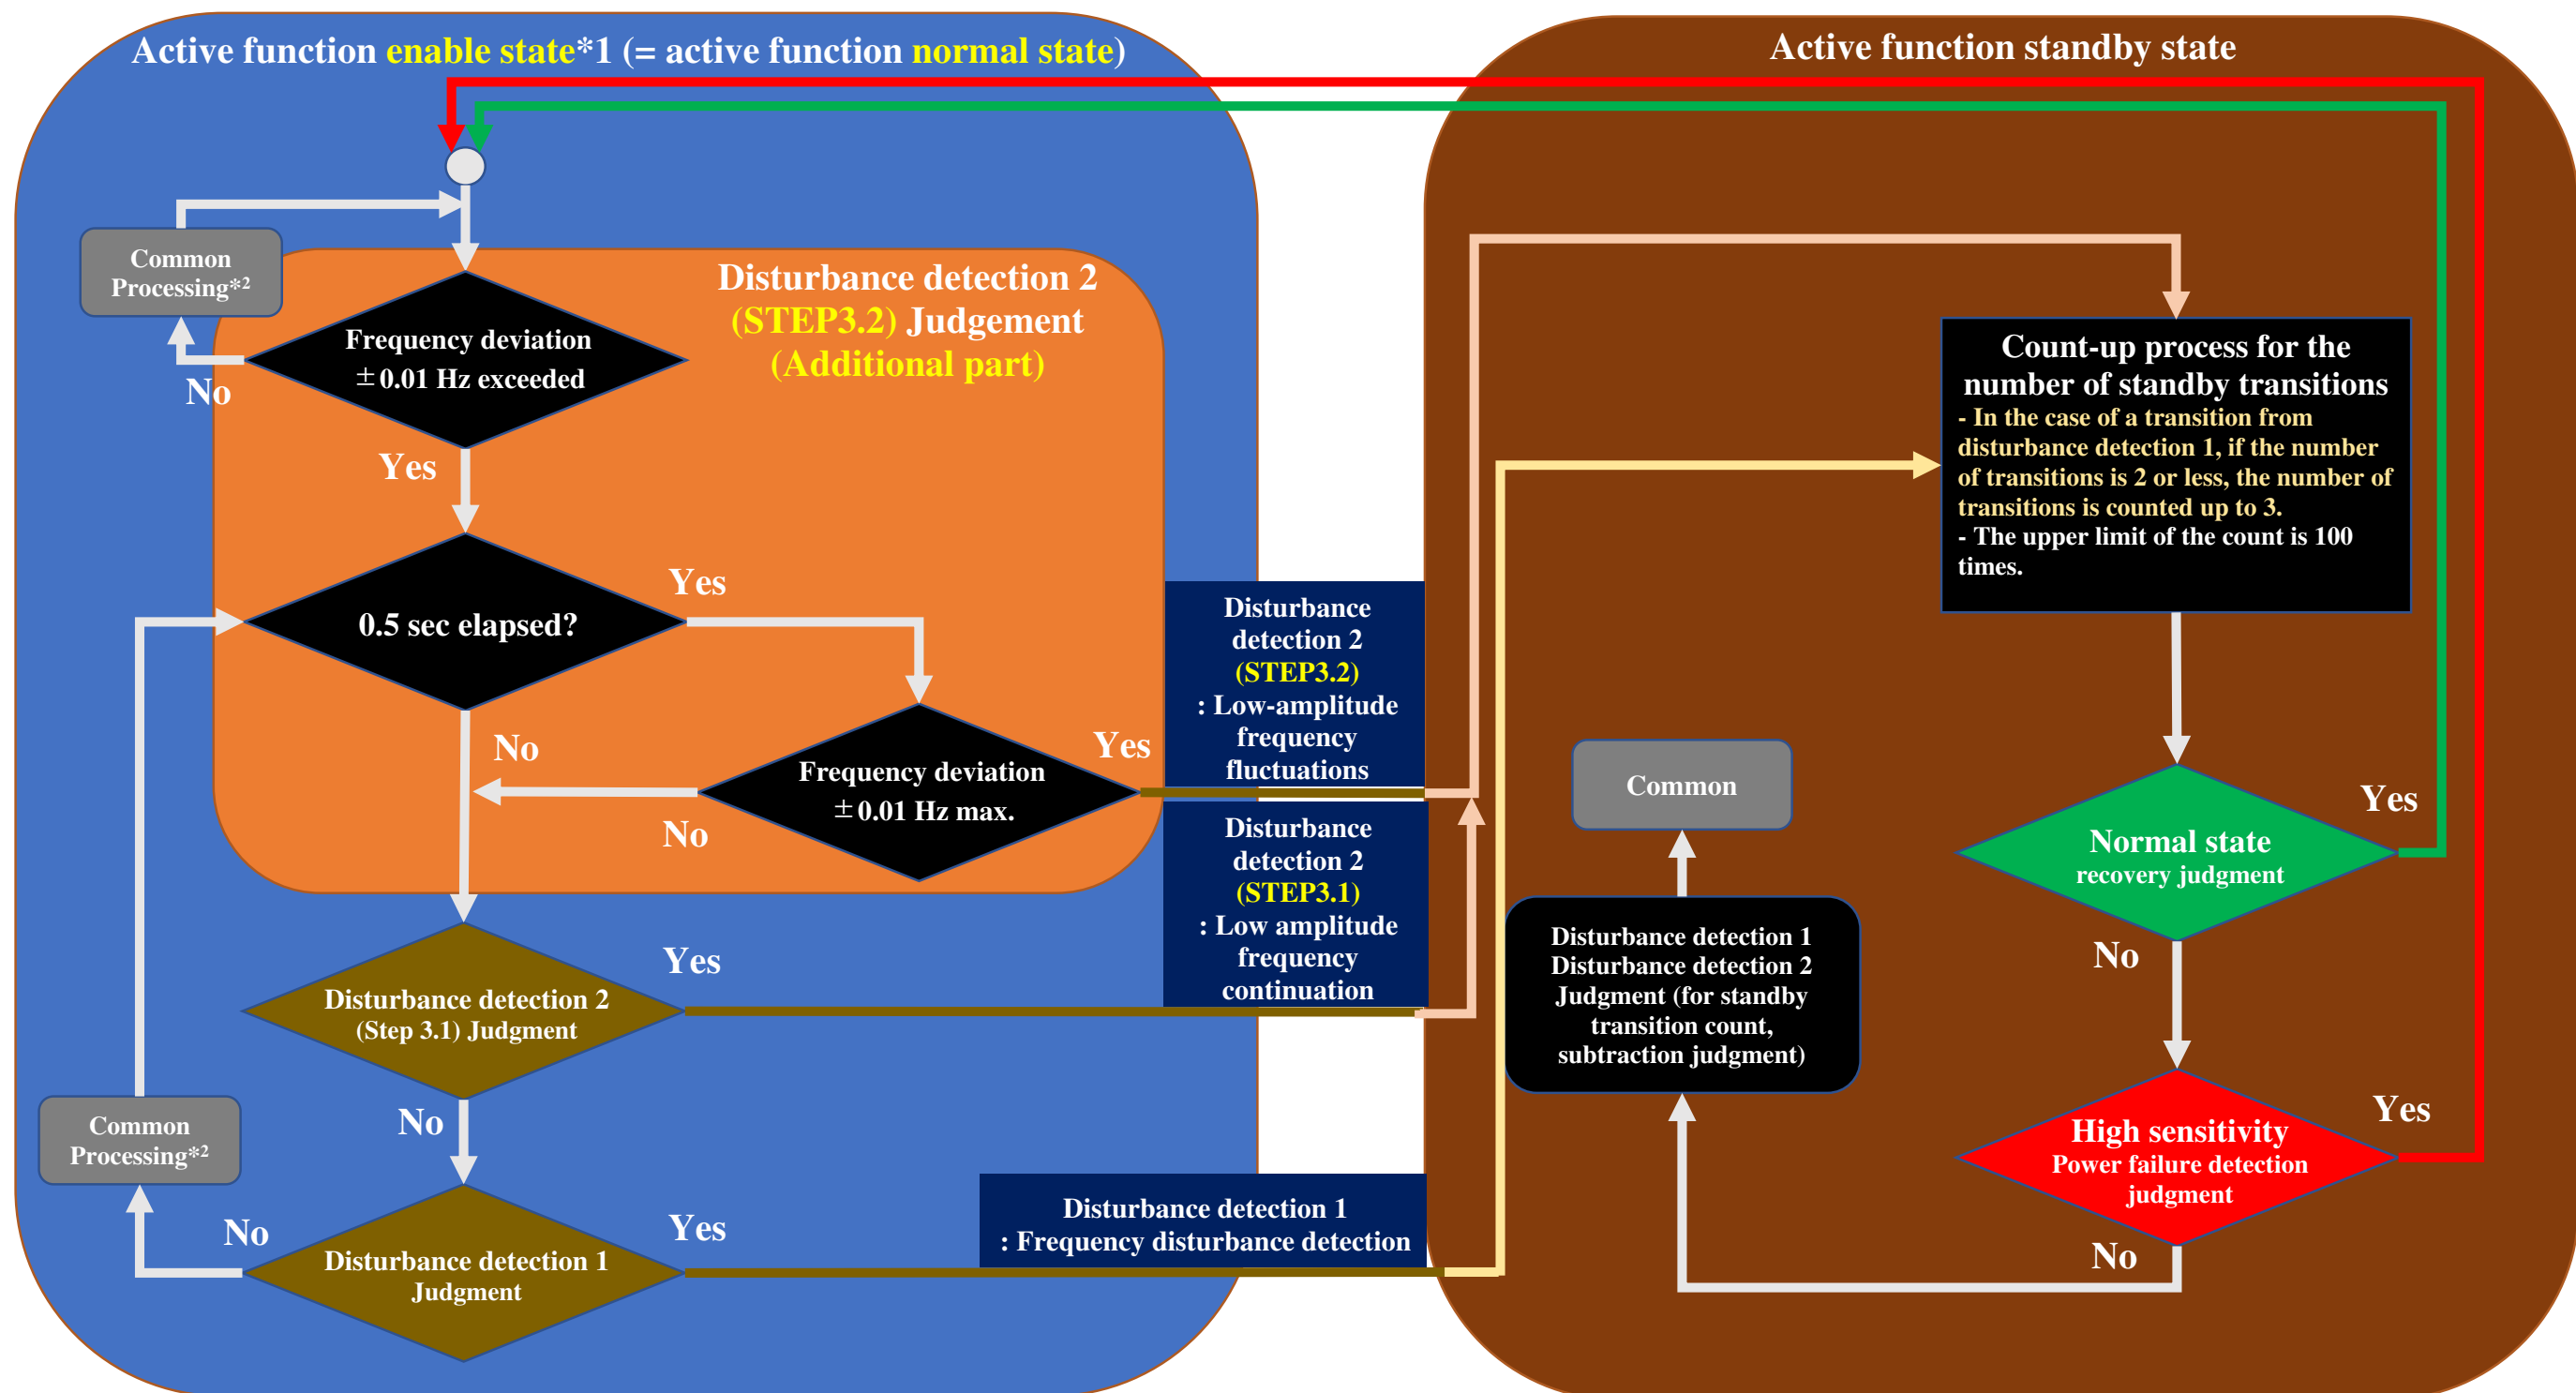 Active function enable state*1 (= active function normal state)
Common
Processing*2
No
Frequency deviation
±0.01 Hz exceeded
Disturbance detection 2
(STEP3.2) Judgement
(Additional part)
Yes
0.5 sec elapsed?
Yes
No
Frequency deviation
±0.01 Hz max.
Yes
No
Disturbance detection 2
(Step 3.1) Judgment
Yes
No
Common
Processing*2
No
Disturbance detection 1
Judgment
Yes
Disturbance
detection 2
(STEP3.2)
: Low-amplitude
frequency
fluctuations
Disturbance
detection 2
(STEP3.1)
: Low amplitude
frequency
continuation
Disturbance detection 1
: Frequency disturbance detection
Active function standby state
Count-up process for the
number of standby transitions
- In the case of a transition from
disturbance detection 1, if the number
of transitions is 2 or less, the number of
transitions is counted up to 3.
- The upper limit of the count is 100
times.
Normal state
recovery judgment
Yes
No
High sensitivity
Power failure detection
judgment
Yes
No
Disturbance detection 1
Disturbance detection 2
Judgment (for standby
transition count,
subtraction judgment)
Common